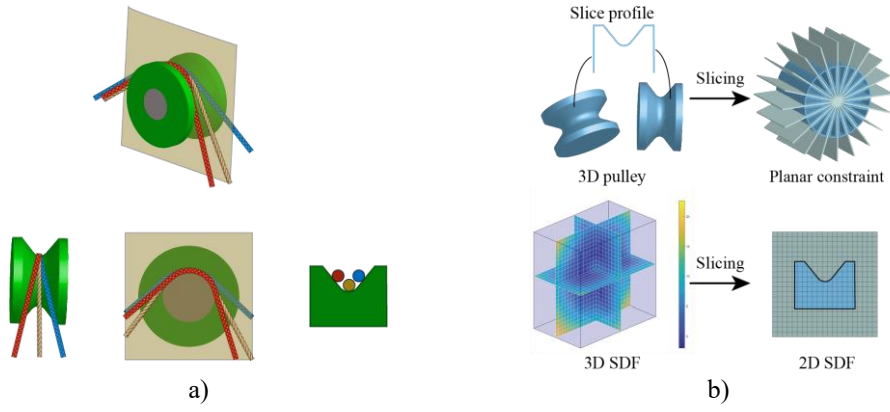 Slice profile
Slicing
3D pulley
Planar constraint
Slicing
3D SDF
2D SDF
a)
b)